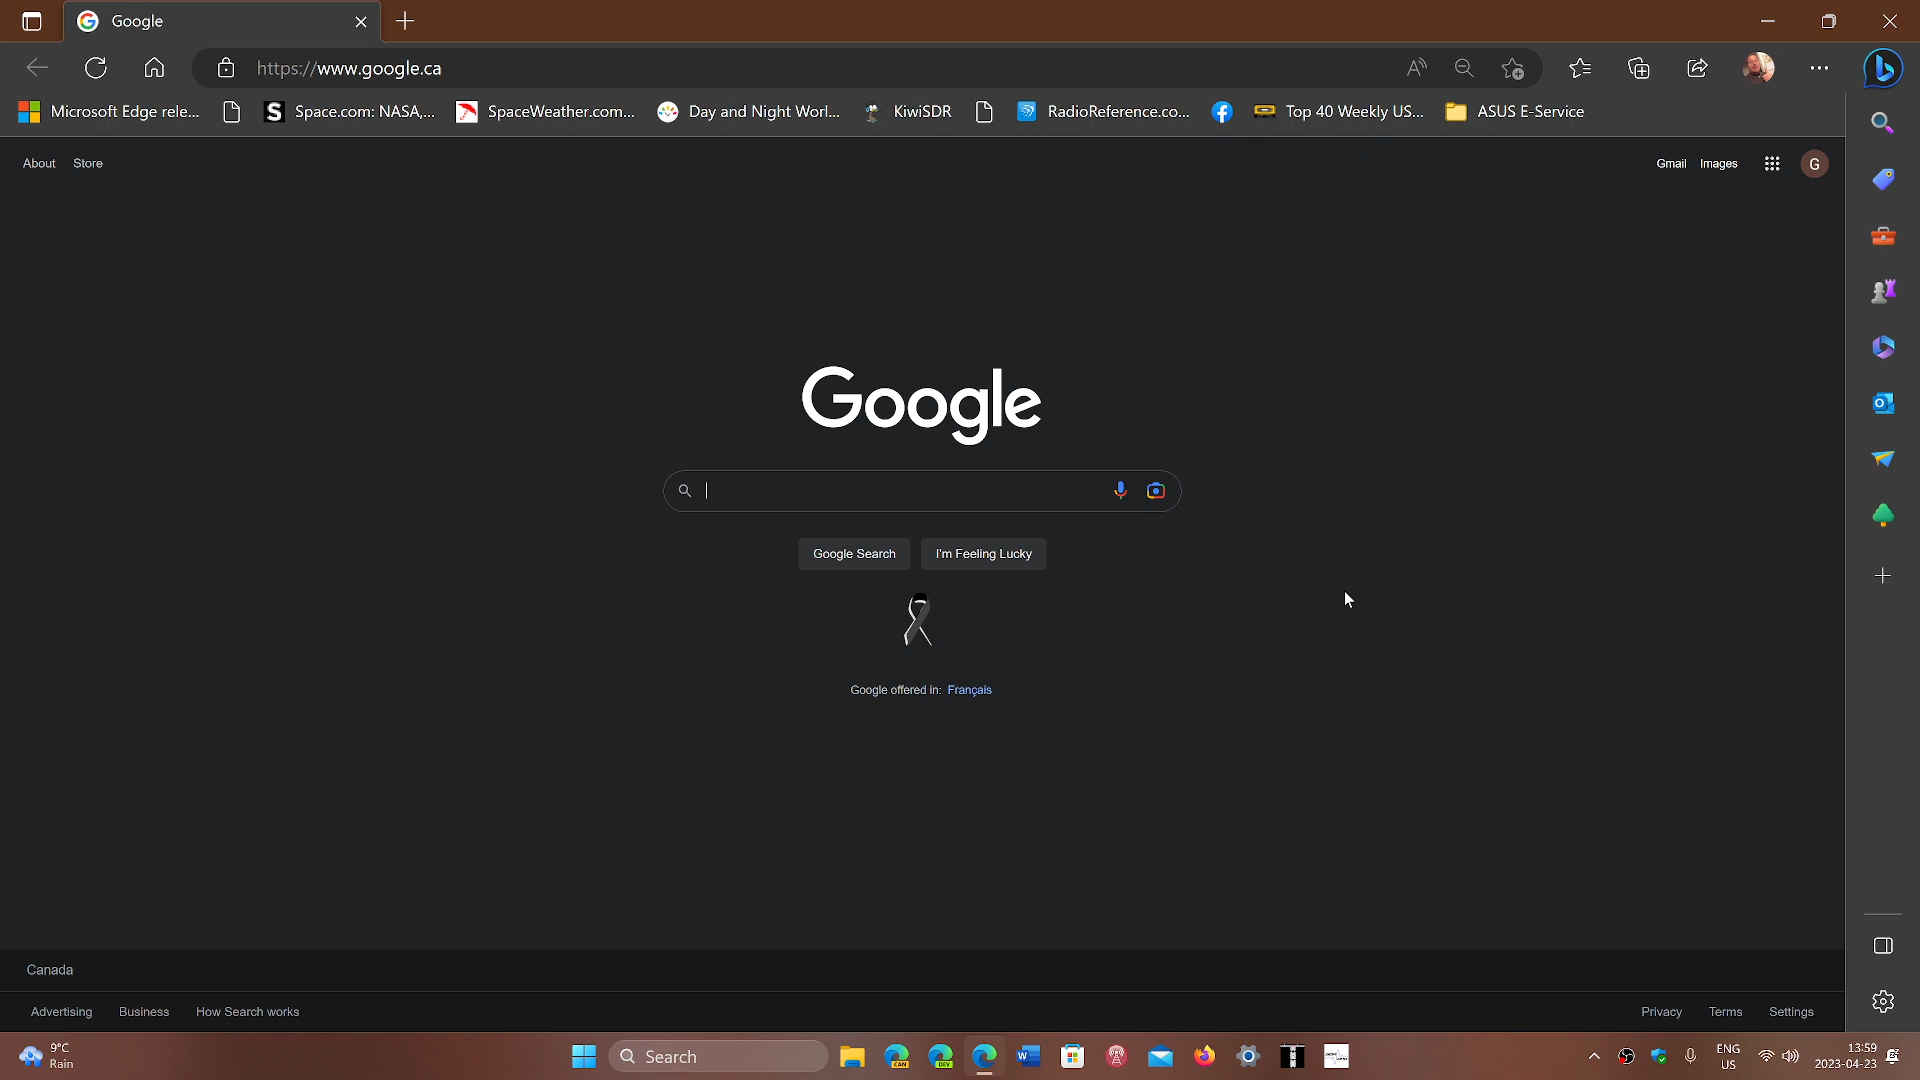 Google
https://www.google.ca
Microsoft Edge rele...
Space.com: NASA,...
SpaceWeather.com...
Day and Night Worl...
KiwiSDR
RadioReference.co...
Top 40 Weekly US...
ASUS E-Service
About Store
Gmail Images G
Google
Google Search I'm Feeling Lucky
Google offered in: Français
Canada
Advertising Business How Search works
Privacy Terms Settings
9°C
Rain
Search
CAN
DEV
ENG
US
13:59
2023-04-23